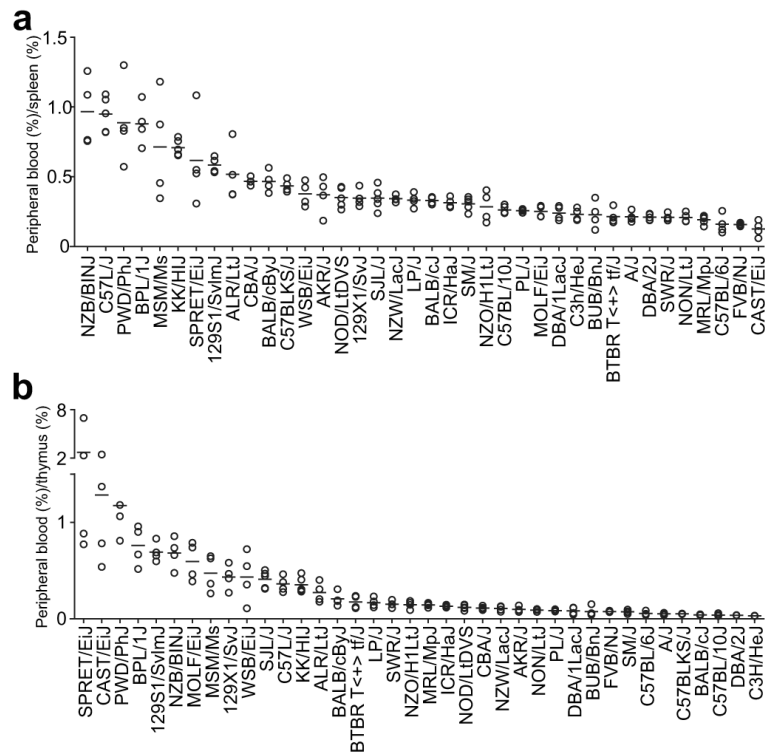 a
Peripheral blood (%)/spleen (%)
1.5
1.0
0.5
0
NZB/BINJ
C57L/J
PWD/PhJ
BPL/1J
MSM/Ms
KK/HIJ
SPRET/EiJ
129S1/SvImJ
ALR/LtJ
CBA/J
BALB/cByJ
C57BLKS/J
WSB/EiJ
AKR/J
NOD/LtDVS
129X1/SvJ
SJL/J
NZW/LacJ
LP/J
BALB/cJ
ICR/HaJ
SM/J
NZO/H1LtJ
C57BL/10J
PL/J
MOLF/EiJ
DBA/1LacJ
C3h/HeJ
BUB/BnJ
BTBR T<+> tf/J
A/J
DBA/2J
SWR/J
NON/LtJ
MRL/MpJ
C57BL/6J
FVB/NJ
CAST/EiJ
b
Peripheral blood (%)/thymus (%)
8
2
1
0
SPRET/EiJ
CAST/EiJ
PWD/PhJ
BPL/1J
129S1/SvImJ
NZB/BINJ
MOLF/EiJ
MSM/Ms
129X1/SvJ
WSB/EiJ
SJL/J
C57L/J
KK/HIJ
ALR/LtJ
BALB/cByJ
BTBR T<+> tf/J
LP/J
SWR/J
NZO/H1LtJ
MRL/MpJ
ICR/HaJ
NOD/LtDVS
CBA/J
NZW/LacJ
AKR/J
NON/LtJ
PL/J
DBA/1LacJ
BUB/BnJ
FVB/NJ
SM/J
C57BL/6J
A/J
C57BLKS/J
BALB/cJ
C57BL/10J
DBA/2J
C3H/HeJ